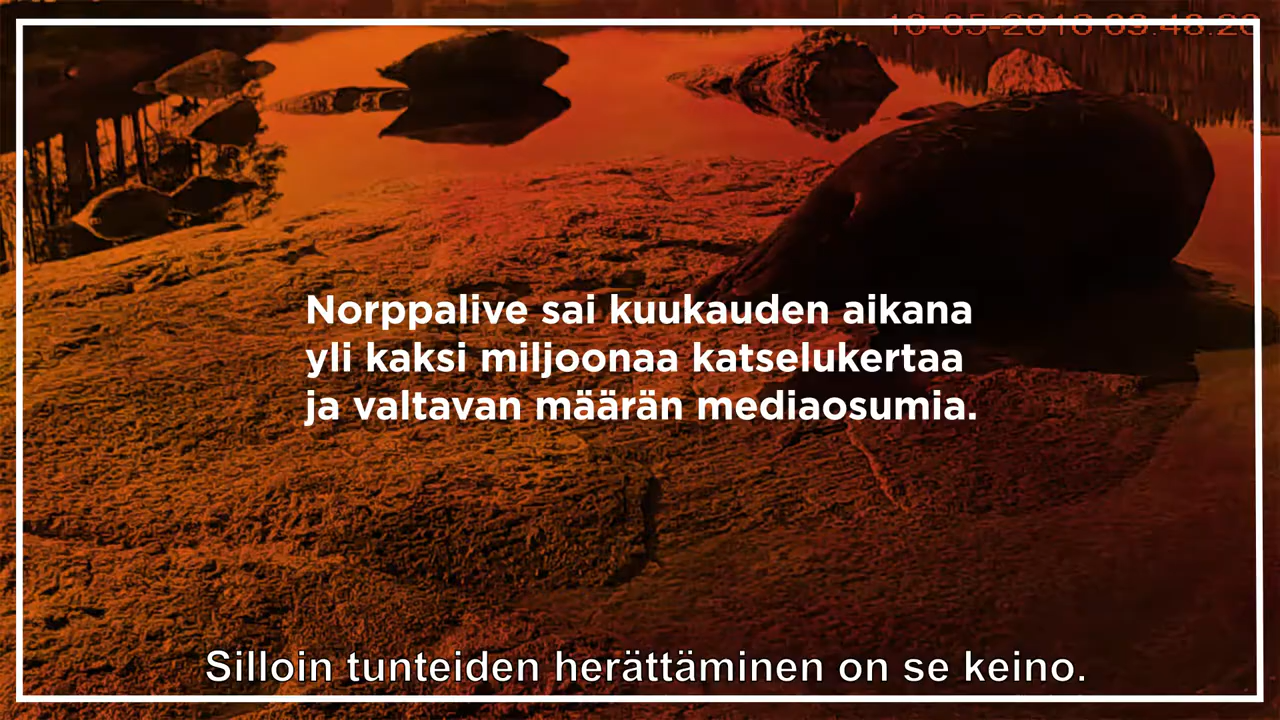 Norppalive sai kuukauden aikana
yli kaksi miljoonaa katselukertaa
ja valtavan määrän mediaosumia.
Silloin tunteiden herättäminen on se keino.